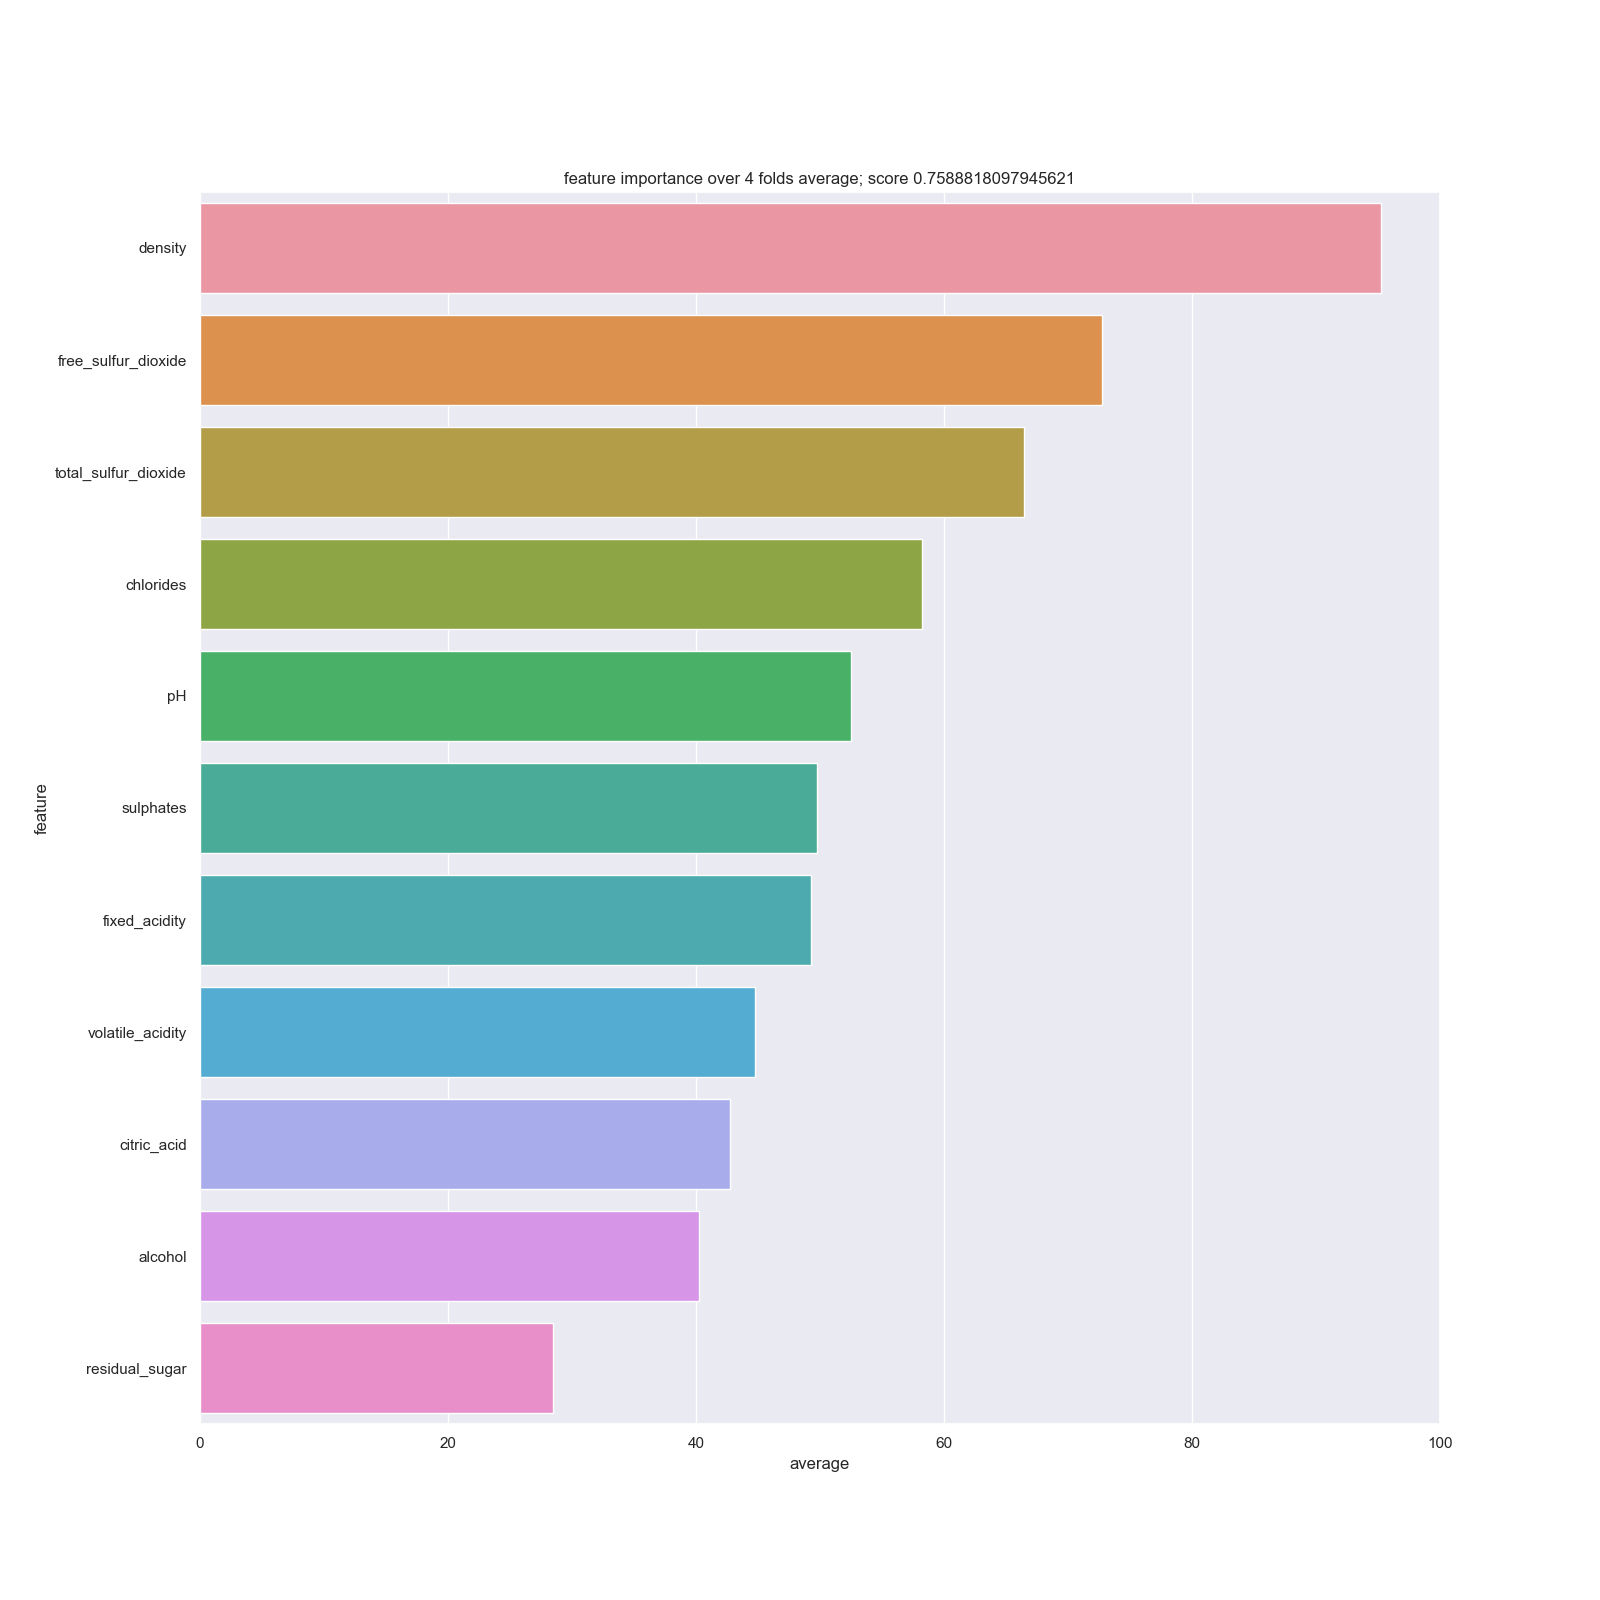 feature importance over 4 folds average; score 0.7588818097945621
density
free_sulfur_dioxide
total_sulfur_dioxide
chlorides
pH
sulphates
fixed_acidity
volatile_acidity
citric_acid
alcohol
residual_sugar
feature
0 20 40 60 80 100
average